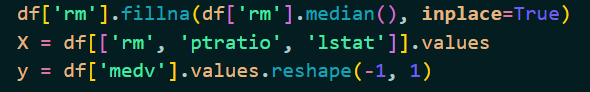 df['rm'].fillna(df['rm'].median(), inplace=True)
X = df[['rm', 'ptratio', 'lstat']].values
y = df['medv'].values.reshape(-1, 1)